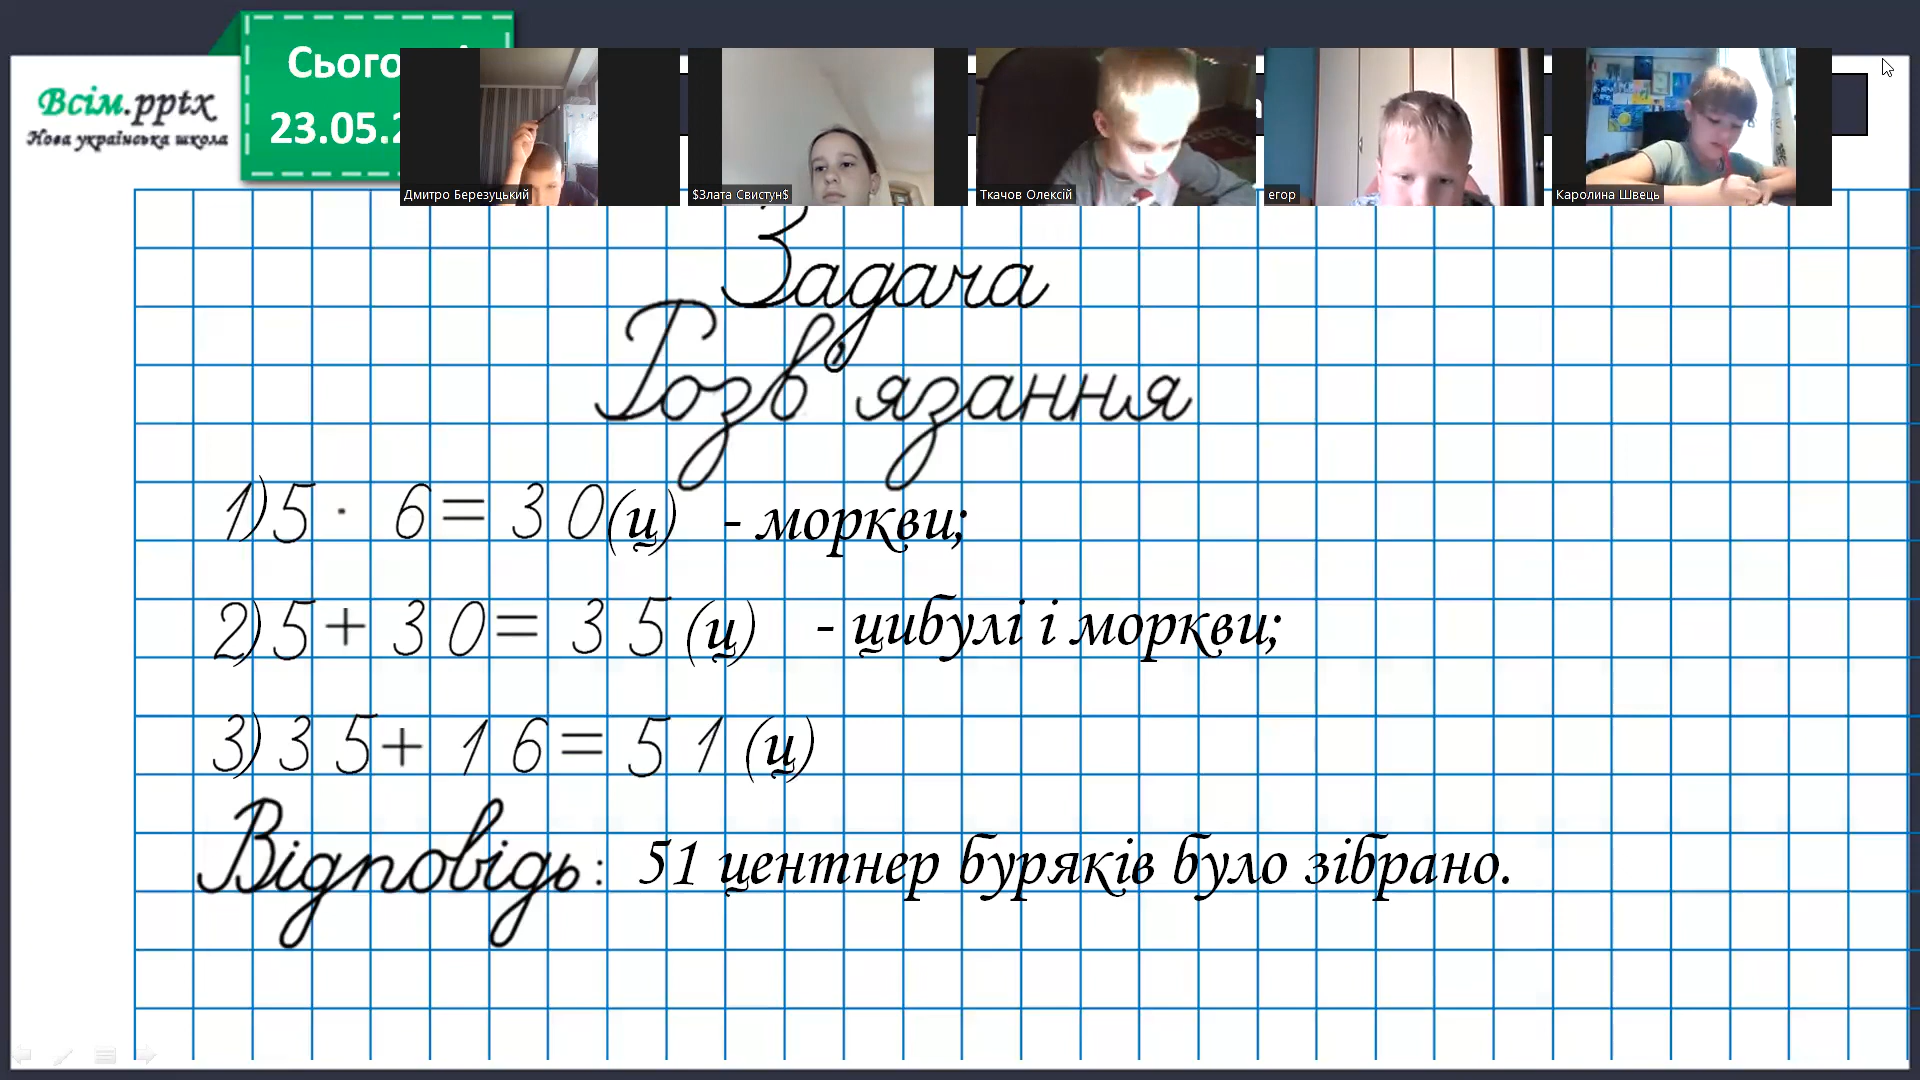 Всім.pptx
Нова українська школа
23.05.2
Дмитро Березуцький
$Злата Свистун$
Ткачов Олексій
егор
Каролина Швець
Задача
Розв'язання
1) 5 · 6 = 30 (ц) - моркви;
2) 5 + 30 = 35 (ц) - цибулі і моркви;
3) 35 + 16 = 51 (ц)
Відповідь: 51 центнер буряків було зібрано.